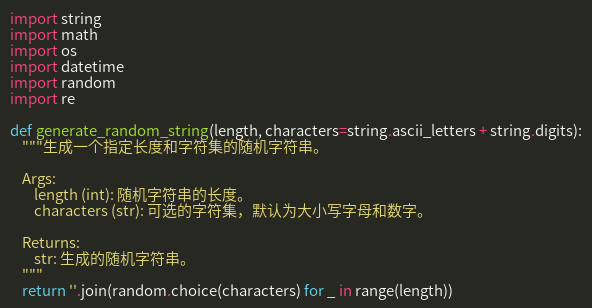 import string
import math
import os
import datetime
import random
import re

def generate_random_string(length, characters=string.ascii_letters + string.digits):
    """生成一个指定长度和字符集的随机字符串。

    Args:
        length (int): 随机字符串的长度。
        characters (str): 可选的字符集，默认为大小写字母和数字。

    Returns:
        str: 生成的随机字符串。
    """
    return ''.join(random.choice(characters) for _ in range(length))